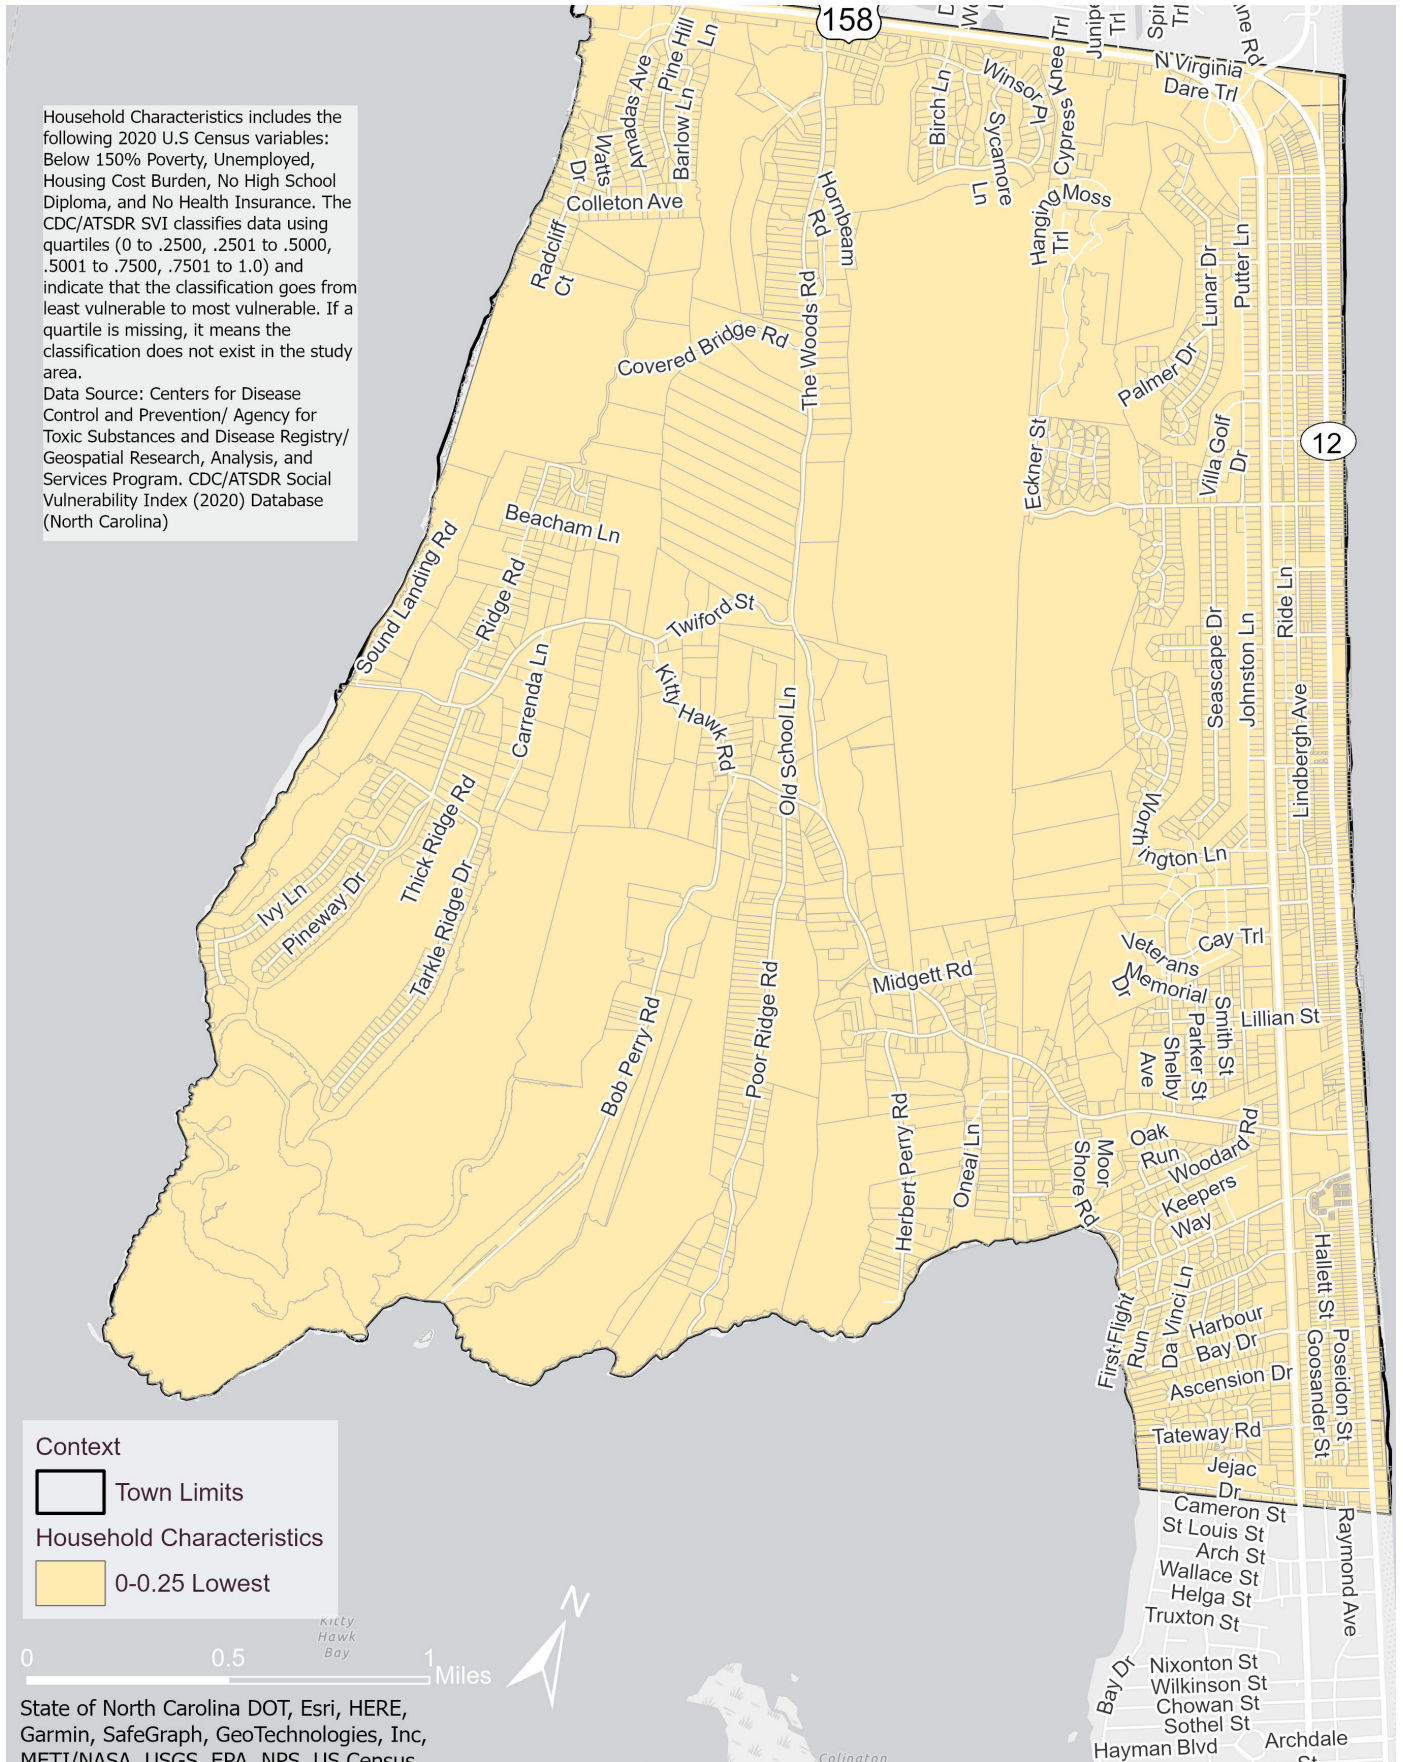 158
Pine Hill
Ln
Amadas Ave
Barlow Ln
Watts
Dr
Colleton Ave
Radcliff
Ct
Birch Ln
Winsor
Pl
Sycamore
Ln
Cypress Knee Trl
Hanging
Moss
Trl
Trl
Trl
N Virginia
Dare Trl
Household Characteristics includes the
following 2020 U.S Census variables:
Below 150% Poverty, Unemployed,
Housing Cost Burden, No High School
Diploma, and No Health Insurance. The
CDC/ATSDR SVI classifies data using
quartiles (0 to .2500, .2501 to .5000,
.5001 to .7500, .7501 to 1.0) and
indicate that the classification goes from
least vulnerable to most vulnerable. If a
quartile is missing, it means the
classification does not exist in the study
area.
Data Source: Centers for Disease
Control and Prevention/ Agency for
Toxic Substances and Disease Registry/
Geospatial Research, Analysis, and
Services Program. CDC/ATSDR Social
Vulnerability Index (2020) Database
(North Carolina)
Hornbeam
Rd
The Woods Rd
Covered Bridge Rd
Lunar Dr
Putter Ln
Palmer Dr
Villa Golf
Dr
12
Eckner St
Beacham Ln
Sound Landing Rd
Ridge Rd
Twiford St
Carrenda Ln
Kitty Hawk Rd
Old School Ln
Seascape Dr
Johnston Ln
Ride Ln
Lindbergh Ave
Worthington Ln
Thick Ridge Rd
Ivy Ln
Pineway Dr
Tarkle Ridge Dr
Bob Perry Rd
Poor Ridge Rd
Midgett Rd
Veterans
Memorial
Dr
Cay Trl
Lillian St
Smith St
Parker St
Shelby
Ave
Herbert Perry Rd
Oneal Ln
Moor
Shore Rd
Oak
Run
Woodard Rd
Keepers
Way
Hallett St
First Flight
Run
Da Vinci Ln
Harbour
Bay Dr
Ascension Dr
Goosander St
Poseidon St
Tateway Rd
Jejac
Dr
Cameron St
St Louis St
Arch St
Wallace St
Helga St
Truxton St
Raymond Ave
Bay Dr
Nixonton St
Wilkinson St
Chowan St
Sothel St
Hayman Blvd
Archdale
St
Context
Town Limits
Household Characteristics
0-0.25 Lowest
Kitty
Hawk
Bay
N
0 0.5 1
Miles
Colington
State of North Carolina DOT, Esri, HERE,
Garmin, SafeGraph, GeoTechnologies, Inc,
METI/NASA, USGS, EPA, NPS, US Census